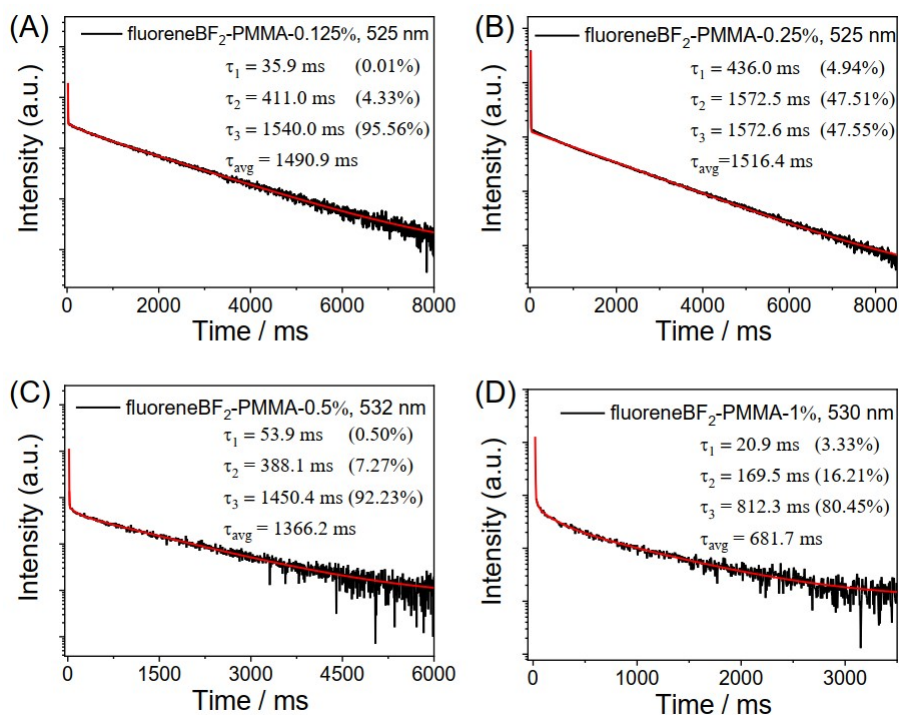 (A)
fluoreneBF₂-PMMA-0.125%, 525 nm
τ₁ = 35.9 ms (0.01%)
τ₂ = 411.0 ms (4.33%)
τ₃ = 1540.0 ms (95.56%)
τavg = 1490.9 ms
Intensity (a.u.)
0 2000 4000 6000 8000
Time / ms
(B)
fluoreneBF₂-PMMA-0.25%, 525 nm
τ₁ = 436.0 ms (4.94%)
τ₂ = 1572.5 ms (47.51%)
τ₃ = 1572.6 ms (47.55%)
τavg=1516.4 ms
Intensity (a.u.)
0 2000 4000 6000 8000
Time / ms
(C)
fluoreneBF₂-PMMA-0.5%, 532 nm
τ₁ = 53.9 ms (0.50%)
τ₂ = 388.1 ms (7.27%)
τ₃ = 1450.4 ms (92.23%)
τavg = 1366.2 ms
Intensity (a.u.)
0 1500 3000 4500 6000
Time / ms
(D)
fluoreneBF₂-PMMA-1%, 530 nm
τ₁ = 20.9 ms (3.33%)
τ₂ = 169.5 ms (16.21%)
τ₃ = 812.3 ms (80.45%)
τavg = 681.7 ms
Intensity (a.u.)
0 1000 2000 3000
Time / ms